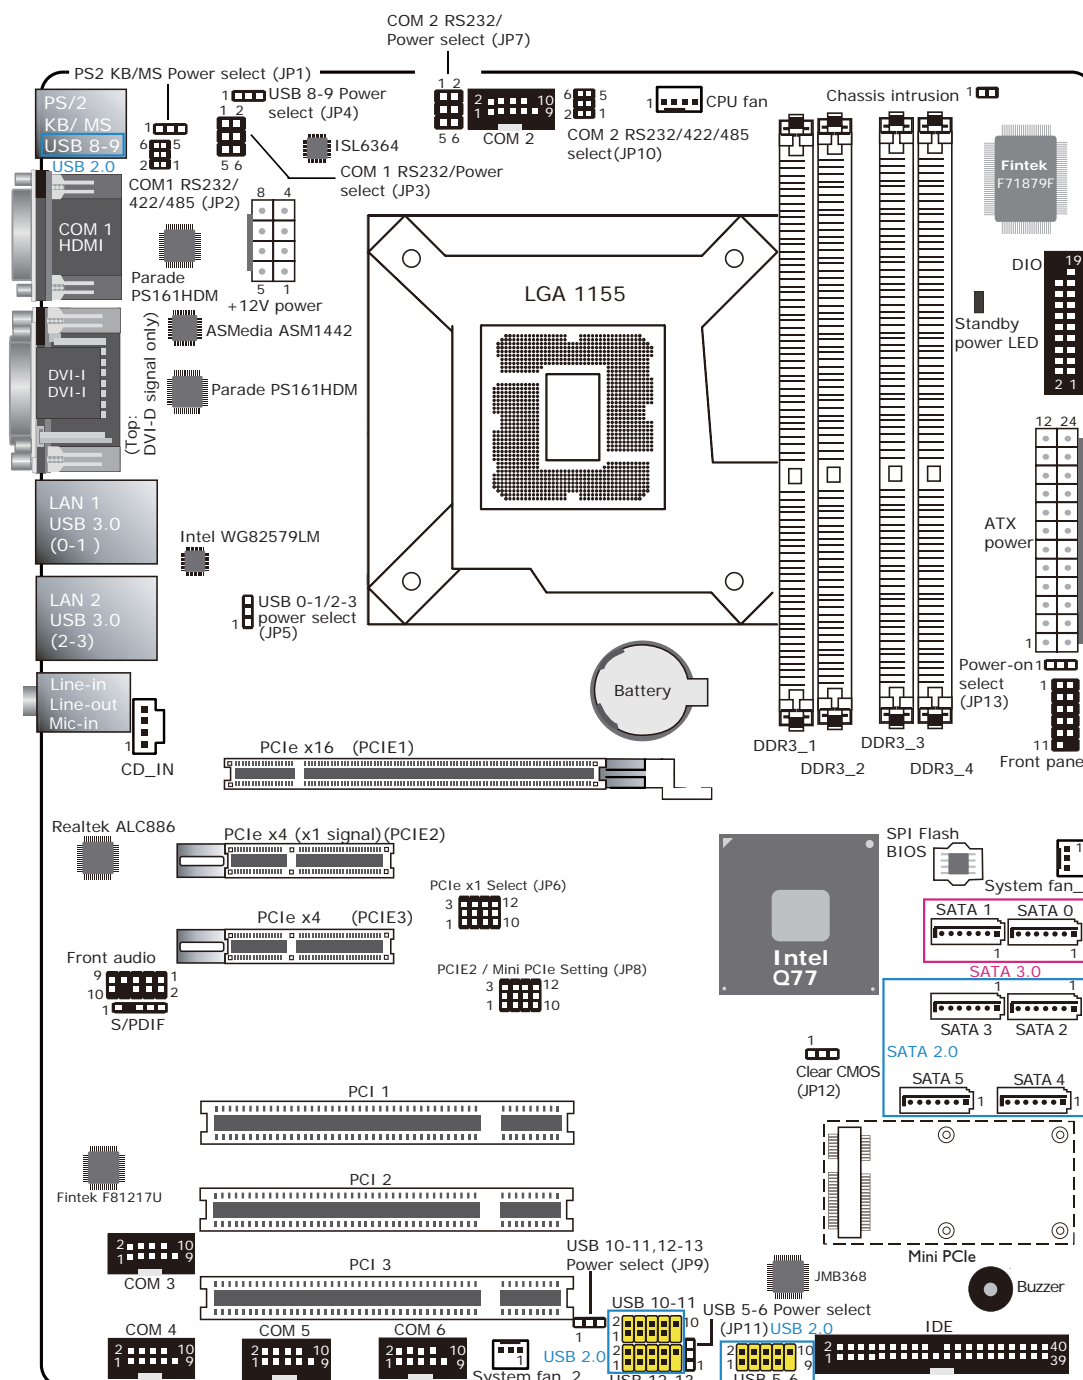 COM 2 RS232/
Power select (JP7)
PS2 KB/MS Power select (JP1)
PS/2
KB/ MS
USB 8-9
USB 2.0
1
6 5
2 1
COM1 RS232/
422/485 (JP2)
1
USB 8-9 Power
select (JP4)
1 2
5 6
ISL6364
COM 1 RS232/Power
select (JP3)
1 2
5 6
2 10
1 9
COM 2
6 5
2 1
COM 2 RS232/422/485
select(JP10)
1
CPU fan
Chassis intrusion
1
Fintek
F71879F
COM 1
HDMI
Parade
PS161HDM
8 4
5 1
+12V power
ASMedia ASM1442
Parade PS161HDM
DVI-I
DVI-I
(Top:
DVI-D signal only)
LGA 1155
DIO
19
2 1
Standby
power LED
12 24
ATX
power
1
LAN 1
USB 3.0
(0-1 )
Intel WG82579LM
LAN 2
USB 3.0
(2-3)
USB 0-1/2-3
power select
(JP5)
1
Battery
Power-on
select
(JP13)
1
1
11
Front pane
Line-in
Line-out
Mic-in
1
CD_IN
DDR3_1
DDR3_2
DDR3_3
DDR3_4
PCIe x16 (PCIE1)
Realtek ALC886
PCIe x4 (x1 signal) (PCIE2)
PCIe x1 Select (JP6)
3 12
1 10
SPI Flash
BIOS
1
System fan_
PCIe x4 (PCIE3)
PCIE2 / Mini PCIe Setting (JP8)
3 12
1 10
Intel
Q77
SATA 1 SATA 0
1 1
SATA 3.0
1 1
SATA 3 SATA 2
SATA 2.0
SATA 5 SATA 4
1 1
Front audio
9 1
10 2
1
S/PDIF
1
Clear CMOS
(JP12)
PCI 1
PCI 2
PCI 3
Fintek F81217U
Mini PCIe
2 10
1 9
COM 3
USB 10-11,12-13
Power select (JP9)
1
JMB368
Buzzer
COM 4
2 10
1 9
COM 5
2 10
1 9
COM 6
2 10
1 9
1
System fan_2
USB 10-11
2 10
1
2
1
USB 2.0
USB 12-13
USB 5-6 Power select
(JP11)
1
USB 2.0
2 10
1 9
USB 5-6
IDE
2 40
1 39